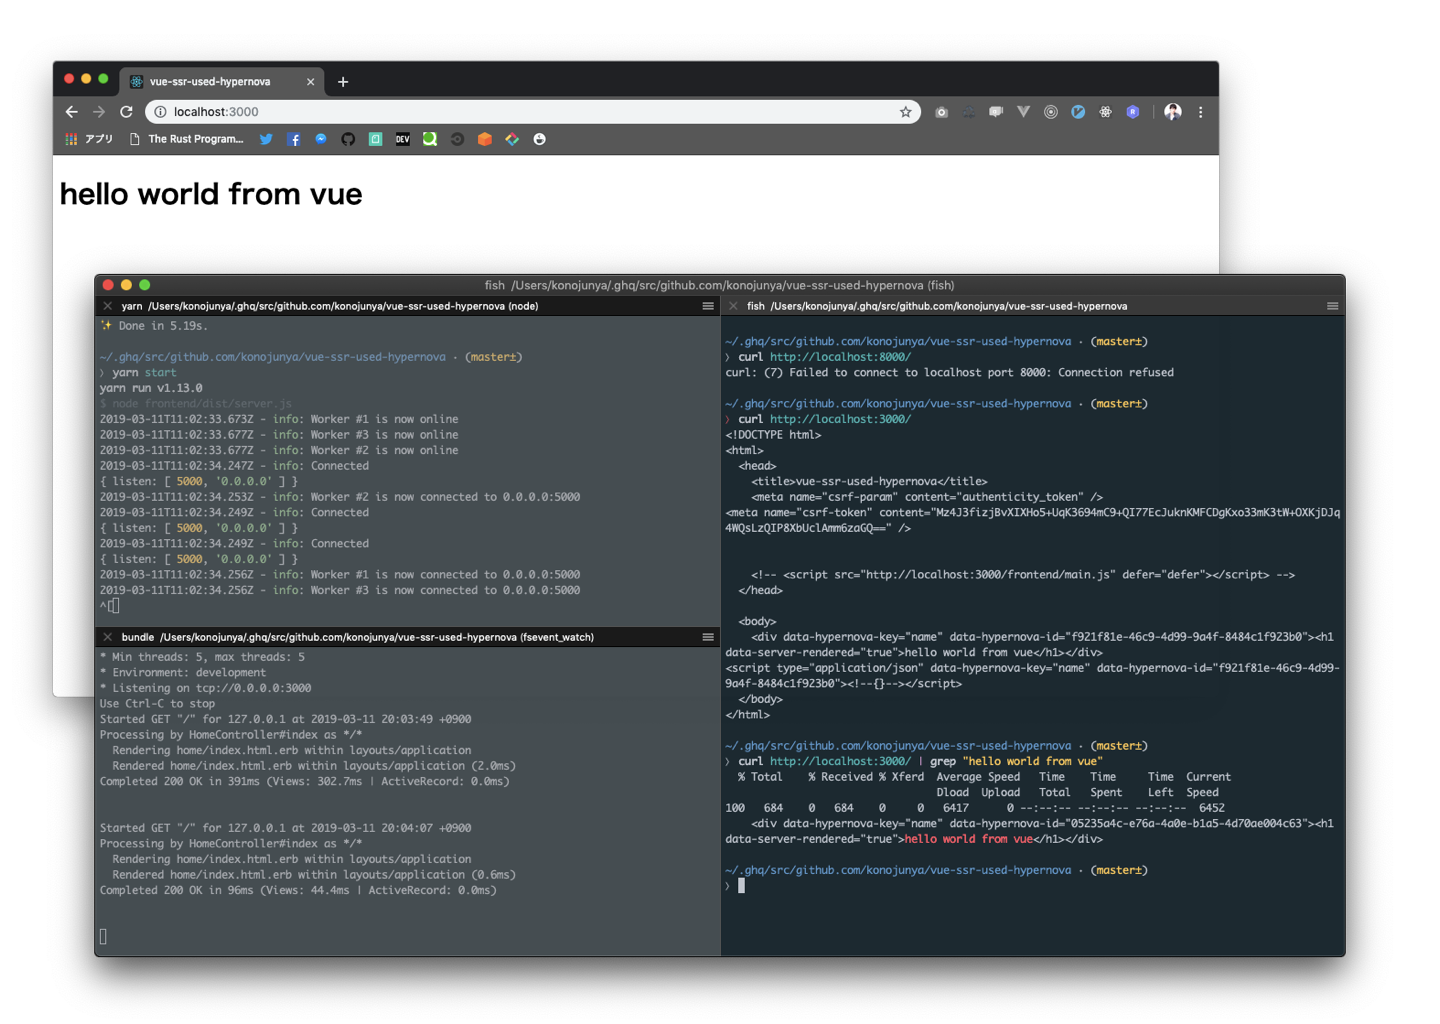 vue-ssr-used-hypernova
localhost:3000
アプリ
The Rust Program...
DEV
hello world from vue
fish /Users/konojunya/.ghq/src/github.com/konojunya/vue-ssr-used-hypernova (fish)
yarn /Users/konojunya/.ghq/src/github.com/konojunya/vue-ssr-used-hypernova (node)
✨ Done in 5.19s.
~/.ghq/src/github.com/konojunya/vue-ssr-used-hypernova · (master±)
❯ yarn start
yarn run v1.13.0
$ node frontend/dist/server.js
2019-03-11T11:02:33.673Z - info: Worker #1 is now online
2019-03-11T11:02:33.677Z - info: Worker #3 is now online
2019-03-11T11:02:33.677Z - info: Worker #2 is now online
2019-03-11T11:02:34.247Z - info: Connected
{ listen: [ 5000, '0.0.0.0' ] }
2019-03-11T11:02:34.253Z - info: Worker #2 is now connected to 0.0.0.0:5000
2019-03-11T11:02:34.249Z - info: Connected
{ listen: [ 5000, '0.0.0.0' ] }
2019-03-11T11:02:34.249Z - info: Connected
{ listen: [ 5000, '0.0.0.0' ] }
2019-03-11T11:02:34.256Z - info: Worker #1 is now connected to 0.0.0.0:5000
2019-03-11T11:02:34.256Z - info: Worker #3 is now connected to 0.0.0.0:5000
^[
bundle /Users/konojunya/.ghq/src/github.com/konojunya/vue-ssr-used-hypernova (fsevent_watch)
* Min threads: 5, max threads: 5
* Environment: development
* Listening on tcp://0.0.0.0:3000
Use Ctrl-C to stop
Started GET "/" for 127.0.0.1 at 2019-03-11 20:03:49 +0900
Processing by HomeController#index as */*
Rendering home/index.html.erb within layouts/application
Rendered home/index.html.erb within layouts/application (2.0ms)
Completed 200 OK in 391ms (Views: 302.7ms | ActiveRecord: 0.0ms)
Started GET "/" for 127.0.0.1 at 2019-03-11 20:04:07 +0900
Processing by HomeController#index as */*
Rendering home/index.html.erb within layouts/application
Rendered home/index.html.erb within layouts/application (0.6ms)
Completed 200 OK in 96ms (Views: 44.4ms | ActiveRecord: 0.0ms)
fish /Users/konojunya/.ghq/src/github.com/konojunya/vue-ssr-used-hypernova
~/.ghq/src/github.com/konojunya/vue-ssr-used-hypernova · (master±)
❯ curl http://localhost:8000/
curl: (7) Failed to connect to localhost port 8000: Connection refused
~/.ghq/src/github.com/konojunya/vue-ssr-used-hypernova · (master±)
❯ curl http://localhost:3000/
<!DOCTYPE html>
<html>
<head>
<title>vue-ssr-used-hypernova</title>
<meta name="csrf-param" content="authenticity_token" />
<meta name="csrf-token" content="Mz4J3fizjBvXIXHo5+UqK3694mC9+QI77EcJuknKMFCDgKxo33mK3tW+OXKjDJq
4WQsLzQIP8XbUclAmm6zaGQ==" />
<!-- <script src="http://localhost:3000/frontend/main.js" defer="defer"></script> -->
</head>
<body>
<div data-hypernova-key="name" data-hypernova-id="f921f81e-46c9-4d99-9a4f-8484c1f923b0"><h1
data-server-rendered="true">hello world from vue</h1></div>
<script type="application/json" data-hypernova-key="name" data-hypernova-id="f921f81e-46c9-4d99-
9a4f-8484c1f923b0"><!--{}--></script>
</body>
</html>
~/.ghq/src/github.com/konojunya/vue-ssr-used-hypernova · (master±)
❯ curl http://localhost:3000/ | grep "hello world from vue"
% Total % Received % Xferd Average Speed Time Time Time Current
Dload Upload Total Spent Left Speed
100 684 0 684 0 0 6417 0 --:--:-- --:--:-- --:--:-- 6452
<div data-hypernova-key="name" data-hypernova-id="05235a4c-e76a-4a0e-b1a5-4d70ae004c63"><h1
data-server-rendered="true">hello world from vue</h1></div>
~/.ghq/src/github.com/konojunya/vue-ssr-used-hypernova · (master±)
❯